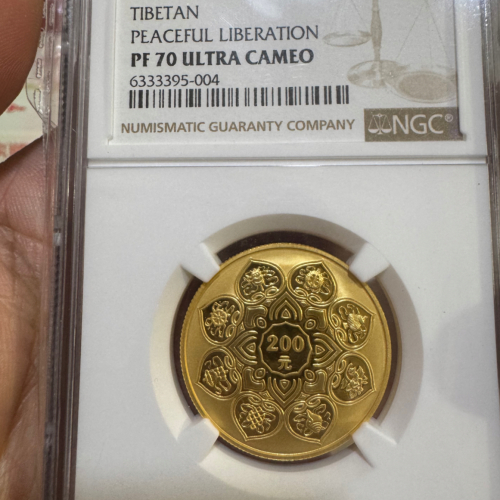 TIBETAN
PEACEFUL LIBERATION
PF 70 ULTRA CAMEO
6333395-004
NUMISMATIC GUARANTY COMPANY
NGC®
200
元